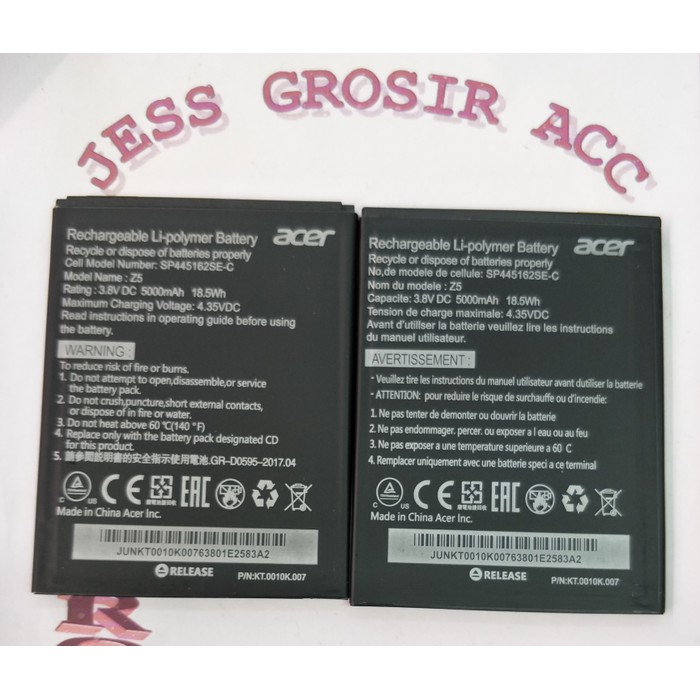 JESS GROSIR ACC
Rechargeable Li-polymer Battery acer
Recycle or dispose of batteries properly
Cell Model Number: SP445162SE-C
Model Name : Z5
Rating : 3.8V DC 5000mAh 18.5Wh
Maximum Charging Voltage: 4.35VDC
Read instructions in operating guide before using
the battery.
WARNING :
To reduce risk of fire or burns.
1. Do not attempt to open,disassemble,or service
the battery pack.
2. Do not crush,puncture,short external contacts,
or dispose of in fire or water.
3. Do not heat above 60 ℃(140 °F)
4. Replace only with the battery pack designated CD
for this product.
5. 請參閱說明書的安全指示使用電池.GR-D0595-2017.04
C US CE EAC
Made in China Acer Inc.
JUNKT0010K00763801E2583A2
RELEASE P/N:KT.0010K.007
Rechargeable Li-polymer Battery acer
Recycle or dispose of batteries properly
No,de modele de cellule: SP445162SE-C
Nom du modele : Z5
Capacite: 3.8V DC 5000mAh 18.5Wh
Tension de charge maximale: 4.35VDC
Avant d'utiliser la batterie veuillez lire les instructions
du manuel utilisateur.
AVERTISSEMENT :
- Veuillez tire les instructions du manuel utilisateur avant dutiliser la batterie
- ATTENTION: pour reduire le risque de surchauffe ou d'incendie:
1. Ne pas tenter de demonter ou douvrir la batterie
2. Ne pas endommager. percer. ou exposer a l eau ou au feu
3. Ne pas exposer a une temperature superieure a 60 C
4. Remplacer uniquement avec une batterie speci a ce terminal
C US CE EAC
Made in China Acer Inc.
JUNKT0010K00763801E2583A2
RELEASE P/N:KT.0010K.007
R